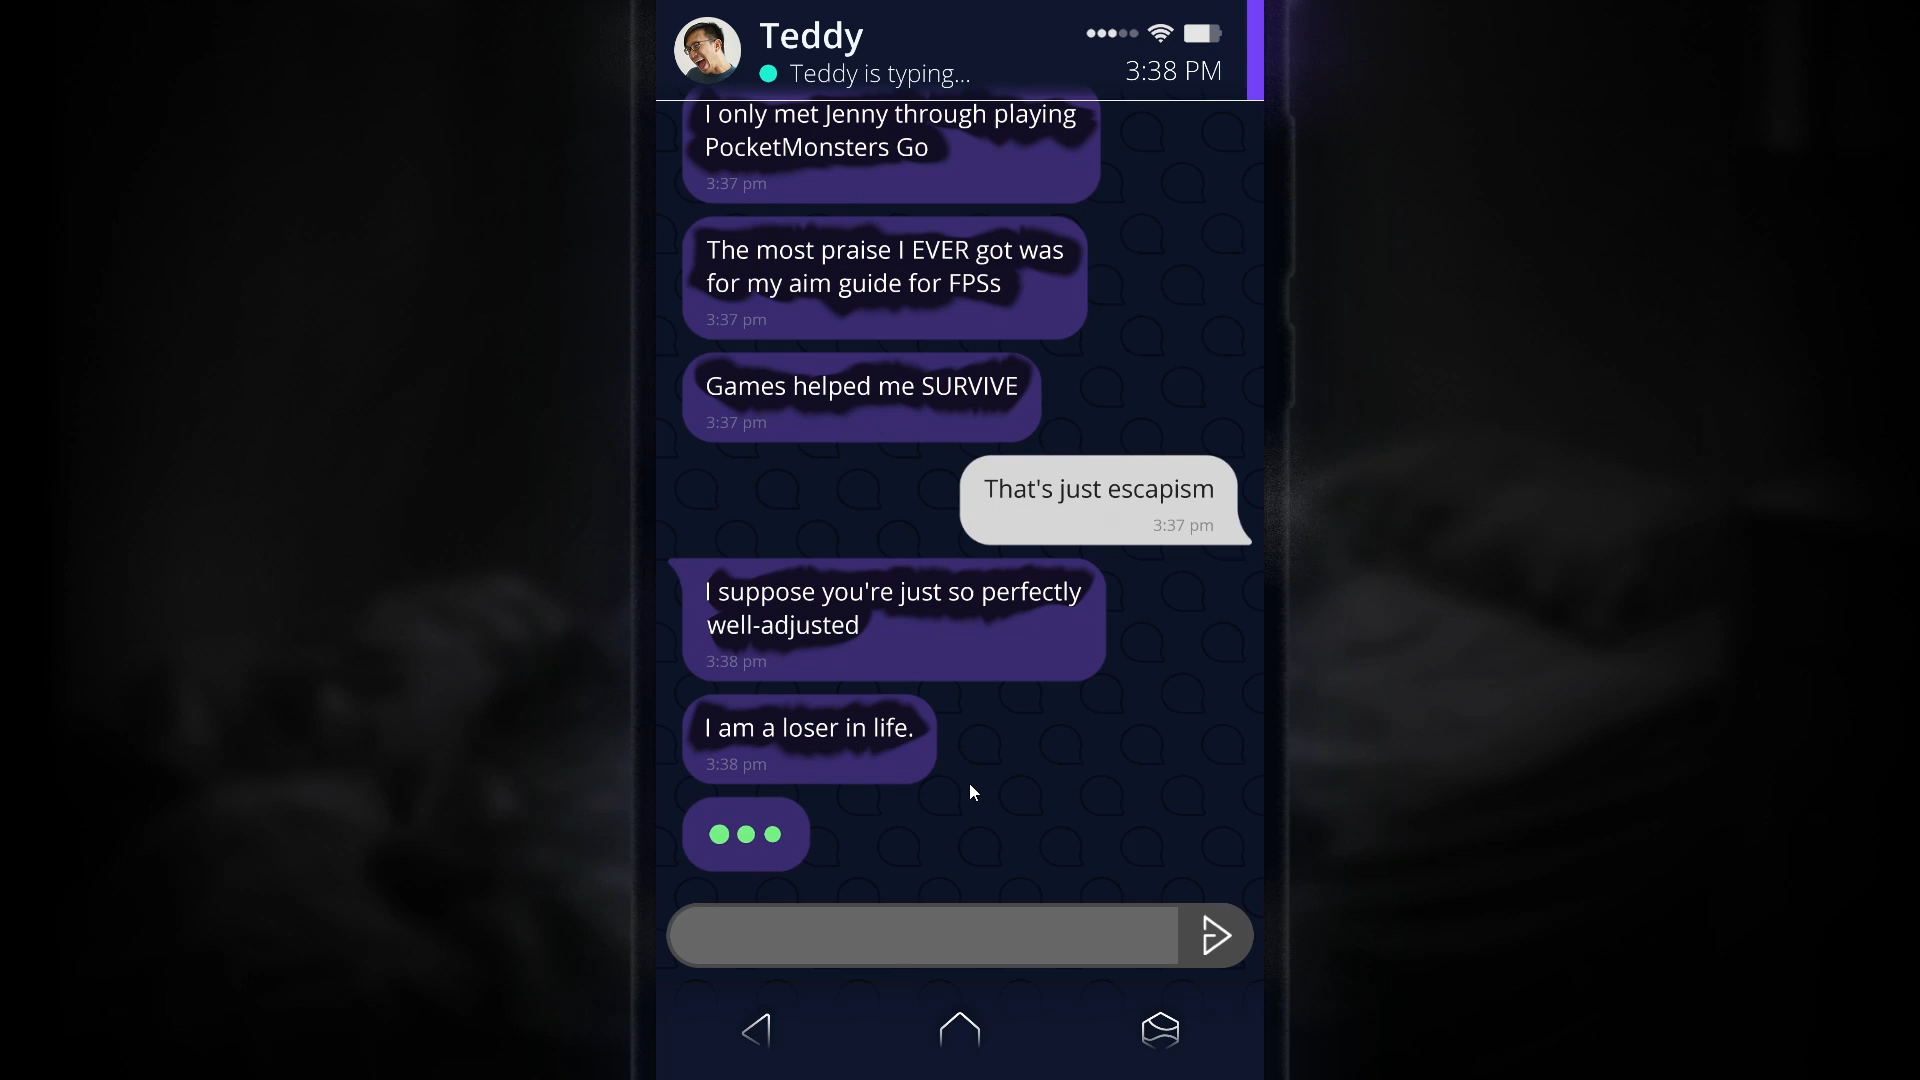 Teddy
Teddy is typing...
3:38 PM
I only met Jenny through playing
PocketMonsters Go
3:37 pm
The most praise I EVER got was
for my aim guide for FPSs
3:37 pm
Games helped me SURVIVE
3:37 pm
That's just escapism
3:37 pm
I suppose you're just so perfectly
well-adjusted
3:38 pm
I am a loser in life.
3:38 pm